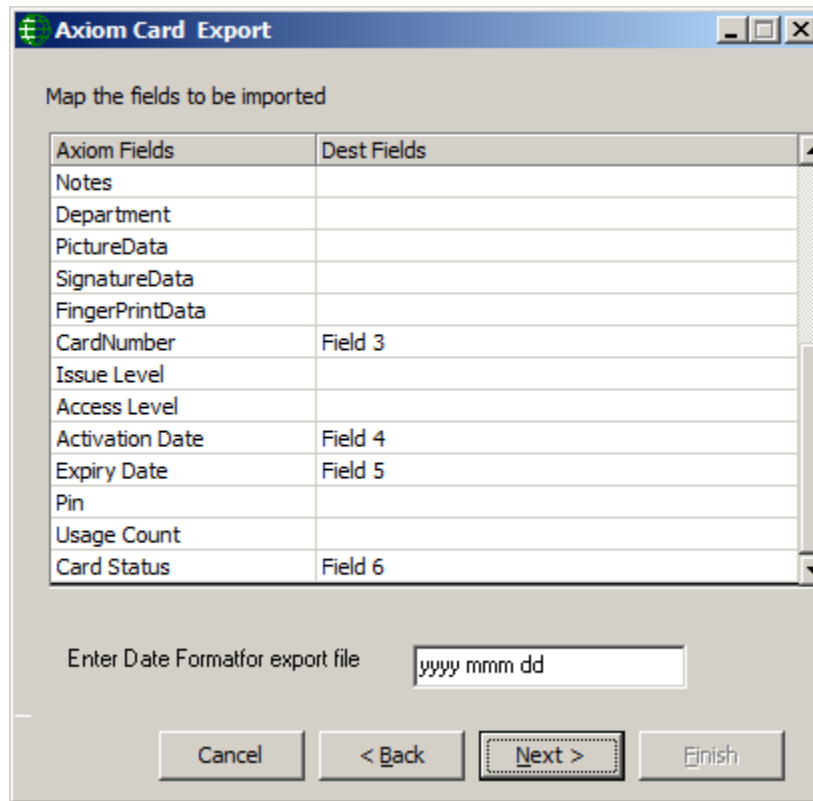 Axiom Card  Export
Map the fields to be imported
Axiom Fields Dest Fields
Notes
Department
PictureData
SignatureData
FingerPrintData
CardNumber Field 3
Issue Level
Access Level
Activation Date Field 4
Expiry Date Field 5
Pin
Usage Count
Card Status Field 6
Enter Date Formatfor export file yyyy mmm dd
Cancel < Back Next > Finish